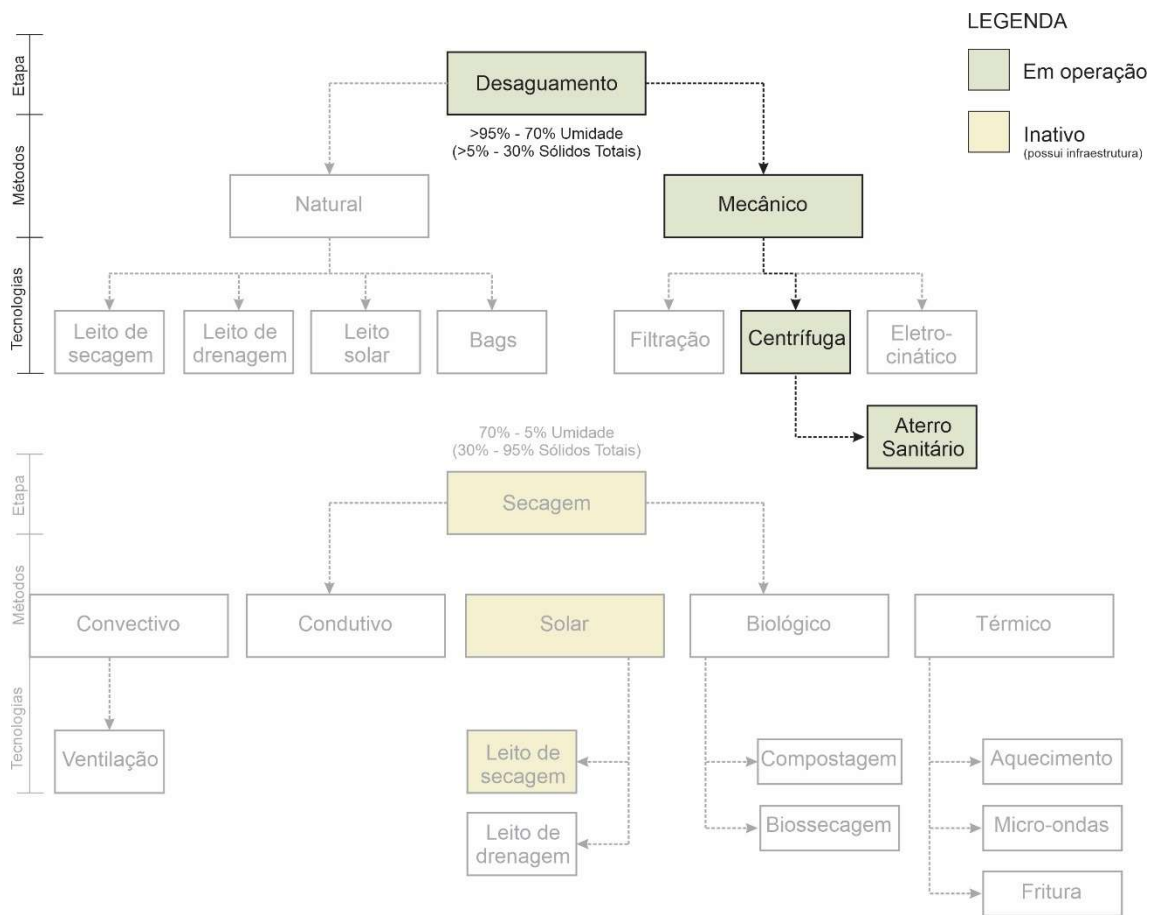 LEGENDA
Em operação
Inativo
(possui infraestrutura)
Etapa
Métodos
Tecnologias
Desaguamento
>95% - 70% Umidade
(>5% - 30% Sólidos Totais)
Natural
Mecânico
Leito de
secagem
Leito de
drenagem
Leito
solar
Bags
Filtração
Centrífuga
Eletro-
cinático
Aterro
Sanitário
70% - 5% Umidade
(30% - 95% Sólidos Totais)
Etapa
Métodos
Tecnologias
Secagem
Convectivo
Condutivo
Solar
Biológico
Térmico
Ventilação
Leito de
secagem
Leito de
drenagem
Compostagem
Biossecagem
Aquecimento
Micro-ondas
Fritura